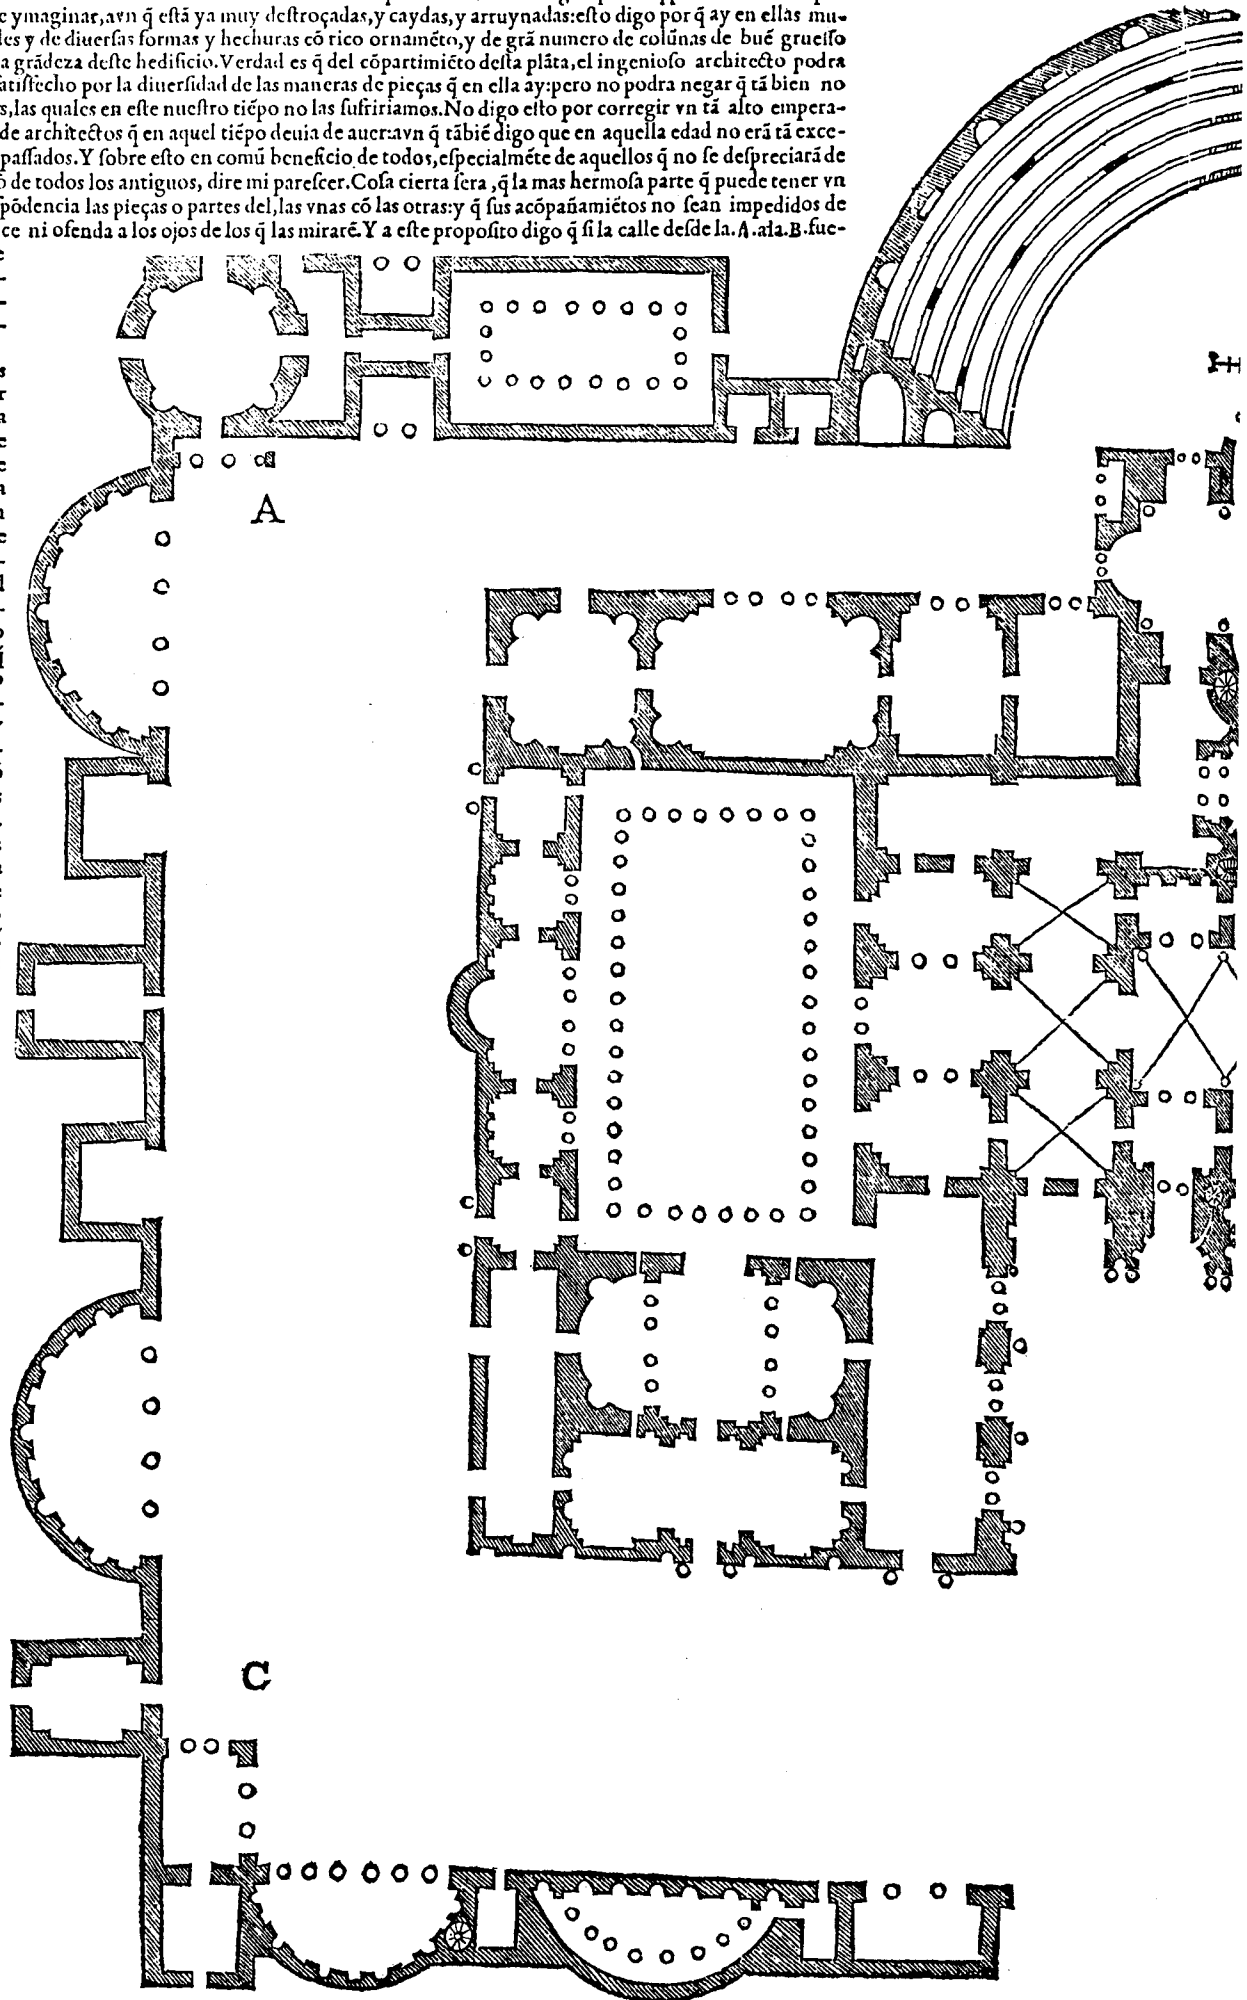 e ymaginar, avn q̃ eſtá ya muy deſtroçadas, y caydas, y arruynadas: eſto digo por q̃ ay en ellas mu-
les y de diuerſas formas y hechuras cõ rico ornamẽto, y de grã numero de colũnas de buẽ grueſſo
a grãdeza deſte hedificio. Verdad es q̃ del cõpartimiẽto deſta plãta, el ingenioſo architecto podra
atiſfecho por la diuerſidad de las maneras de pieças q̃ en ella ay: pero no podra negar q̃ tã bien no
s, las quales en eſte nueſtro tiẽpo no las ſufririamos. No digo eſto por corregir vn tã alto empera-
de architectos q̃ en aquel tiẽpo deuia de auer: avn q̃ tãbiẽ digo que en aquella edad no erã tã exce-
paſſados. Y ſobre eſto en comũ beneficio de todos, eſpecialmẽte de aquellos q̃ no ſe deſpreciarã de
õ de todos los antiguos, dire mi pareſcer. Coſa cierta ſera, q̃ la mas hermoſa parte q̃ puede tener vn
ſpõdencia las pieças o partes del, las vnas cõ las otras: y q̃ ſus acõpañamiẽtos no ſean impedidos de
ce ni ofenda a los ojos de los q̃ las mirarẽ. Y a eſte propoſito digo q̃ ſi la calle deſde la. A. ala. B. fue-
H
A
C